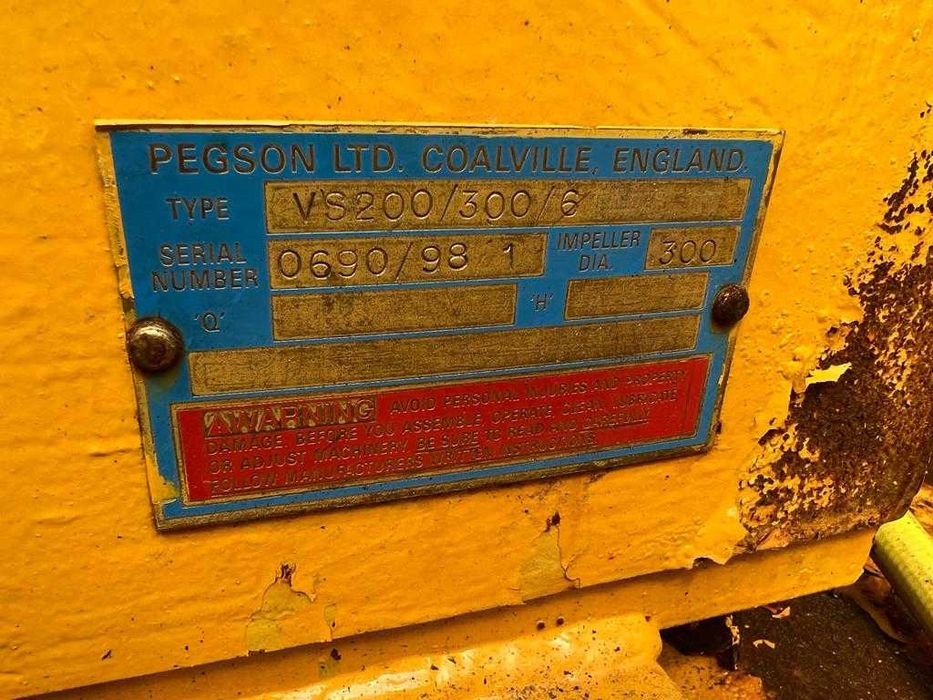 PEGSON LTD. COALVILLE, ENGLAND.
TYPE VS200/300/6
SERIAL NUMBER 0690/98 1 IMPELLER DIA. 300
'Q' 'H'
WARNING AVOID PERSONAL INJURIES AND PROPERTY
DAMAGE BEFORE YOU ASSEMBLE OPERATE CLEAN LUBRICATE
OR ADJUST MACHINERY. BE SURE TO READ AND CAREFULLY
FOLLOW MANUFACTURERS WRITTEN INSTRUCTIONS.